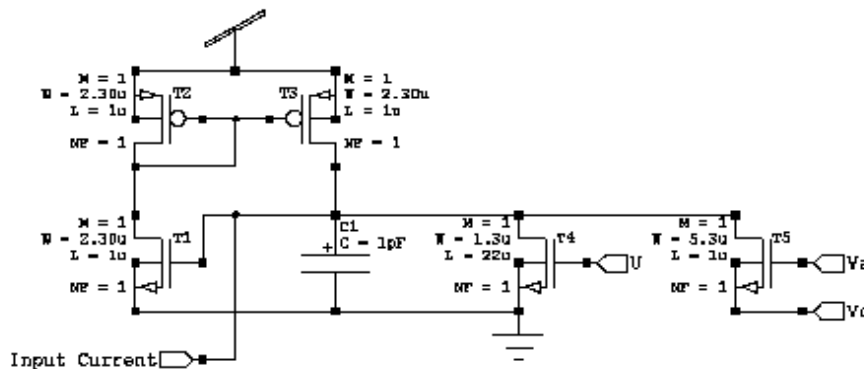 M = 1
W = 2.30u
L = 1u
NF = 1
T2
T3
M = 1
W = 2.30u
L = 1u
NF = 1
M = 1
W = 2.30u
L = 1u
NF = 1
T1
C1
C = 1pF
M = 1
W = 1.3u
L = 22u
NF = 1
T4
U
M = 1
W = 5.3u
L = 1u
NF = 1
T5
Input Current